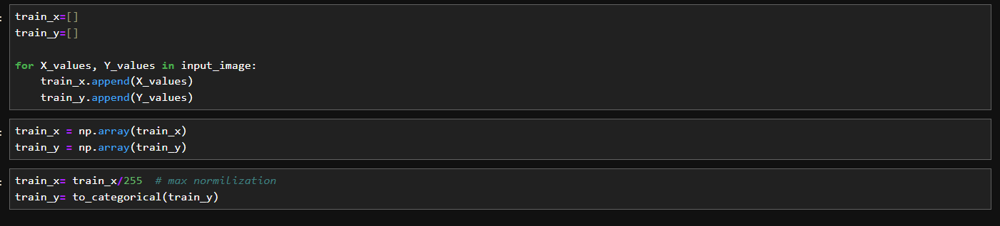 train_x=[]
train_y=[]
for X_values, Y_values in input_image:
    train_x.append(X_values)
    train_y.append(Y_values)
train_x = np.array(train_x)
train_y = np.array(train_y)
train_x= train_x/255  # max normilization
train_y= to_categorical(train_y)